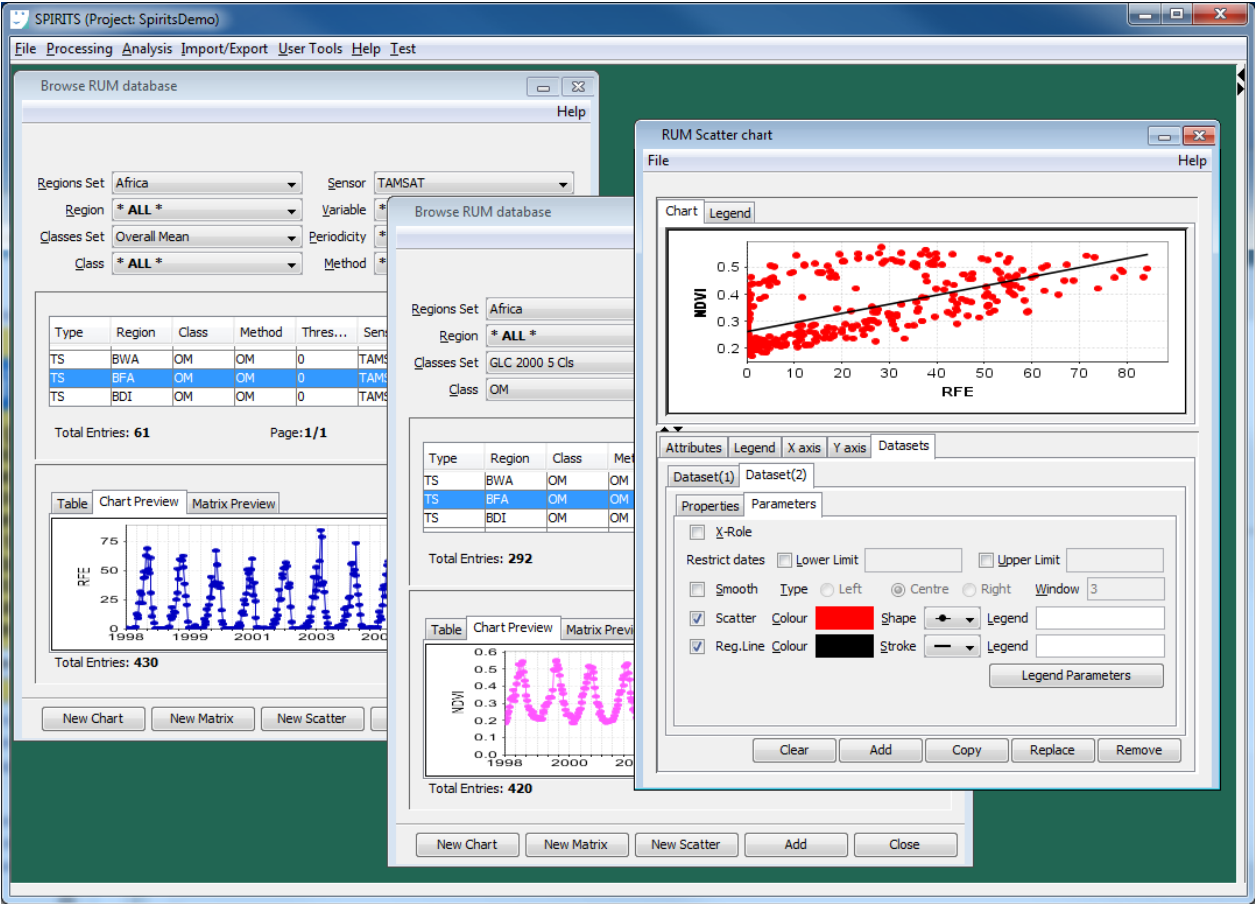 SPIRITS (Project: SpiritsDemo)
File Processing Analysis Import/Export User Tools Help Test
Browse RUM database
Help
Regions Set Africa Sensor TAMSAT
Region * ALL * Variable *
Classes Set Overall Mean Periodicity *
Class * ALL * Method *
Type Region Class Method Thres... Sens
TS BWA OM OM 0 TAMS
TS BFA OM OM 0 TAMS
TS BDI OM OM 0 TAMS
Total Entries: 61 Page:1/1
Table Chart Preview Matrix Preview
75
50
25
0
RFE
1998 1999 2001 2003 200
Total Entries: 430
New Chart New Matrix New Scatter
Browse RUM database
Regions Set Africa
Region * ALL *
Classes Set GLC 2000 5 Cls
Class OM
Type Region Class Met
TS BWA OM OM
TS BFA OM OM
TS BDI OM OM
Total Entries: 292
Table Chart Preview Matrix Previ
0.6
0.5
0.4
0.3
0.2
0.1
0.0
NDVI
1998 2000 20
Total Entries: 420
New Chart New Matrix New Scatter Add Close
RUM Scatter chart
File Help
Chart Legend
0.5
0.4
0.3
0.2
NDVI
0 10 20 30 40 50 60 70 80
RFE
Attributes Legend X axis Y axis Datasets
Dataset(1) Dataset(2)
Properties Parameters
X-Role
Restrict dates Lower Limit Upper Limit
Smooth Type Left Centre Right Window 3
Scatter Colour Shape Legend
Reg.Line Colour Stroke Legend
Legend Parameters
Clear Add Copy Replace Remove